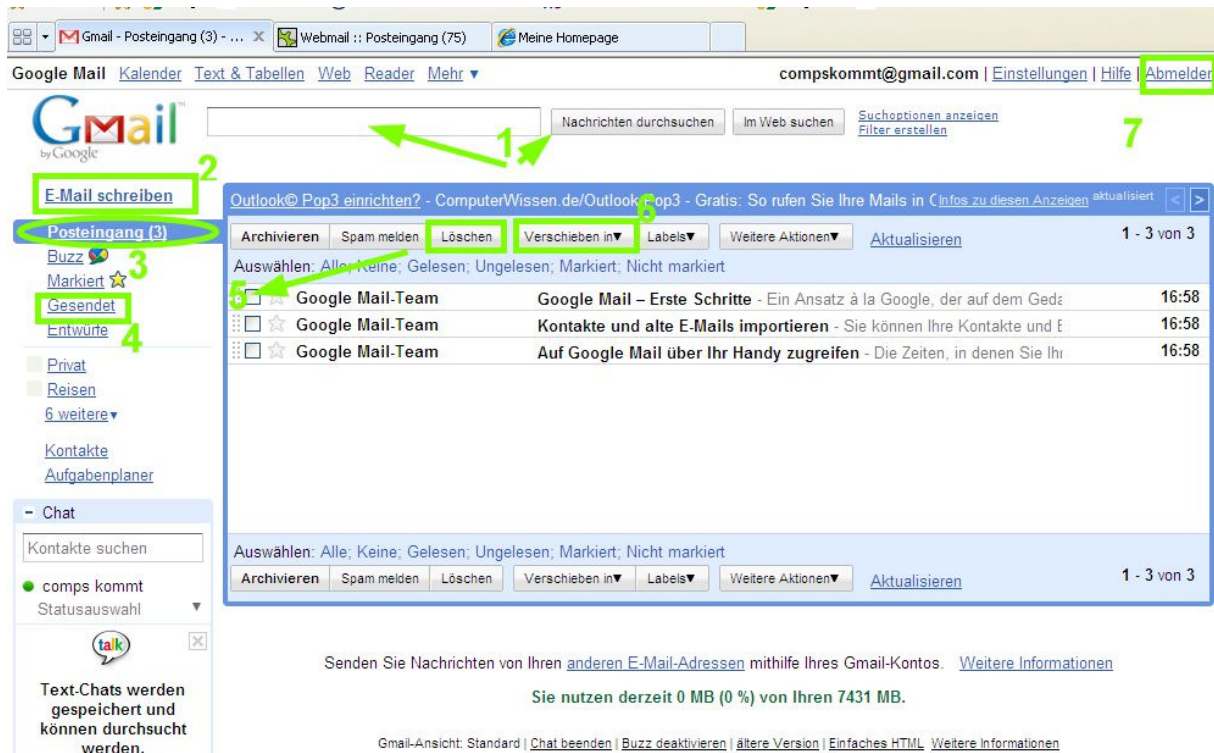 Gmail - Posteingang (3) - ... Webmail :: Posteingang (75) Meine Homepage
Google Mail Kalender Text & Tabellen Web Reader Mehr ▼ compskommt@gmail.com | Einstellungen | Hilfe | Abmelden
Gmail™
by Google
Nachrichten durchsuchen Im Web suchen Suchoptionen anzeigen
Filter erstellen
1
7
2
E-Mail schreiben
Outlook© Pop3 einrichten? - ComputerWissen.de/Outlook-Pop3 - Gratis: So rufen Sie Ihre Mails in Infos zu diesen Anzeigen aktualisiert < >
6
Posteingang (3)
Archivieren Spam melden Löschen Verschieben in▼ Labels▼ Weitere Aktionen▼ Aktualisieren 1 - 3 von 3
Buzz
3
Auswählen: Alle; Keine; Gelesen; Ungelesen; Markiert; Nicht markiert
Markiert
5
Google Mail-Team Google Mail – Erste Schritte - Ein Ansatz à la Google, der auf dem Geda 16:58
Gesendet
Google Mail-Team Kontakte und alte E-Mails importieren - Sie können Ihre Kontakte und E 16:58
Entwürfe
4
Google Mail-Team Auf Google Mail über Ihr Handy zugreifen - Die Zeiten, in denen Sie Ihr 16:58
Privat
Reisen
6 weitere▼
Kontakte
Aufgabenplaner
- Chat
Kontakte suchen
comps kommt
Statusauswahl ▼
talk
Text-Chats werden
gespeichert und
können durchsucht
werden.
Auswählen: Alle; Keine; Gelesen; Ungelesen; Markiert; Nicht markiert
Archivieren Spam melden Löschen Verschieben in▼ Labels▼ Weitere Aktionen▼ Aktualisieren 1 - 3 von 3
Senden Sie Nachrichten von Ihren anderen E-Mail-Adressen mithilfe Ihres Gmail-Kontos. Weitere Informationen
Sie nutzen derzeit 0 MB (0 %) von Ihren 7431 MB.
Gmail-Ansicht: Standard | Chat beenden | Buzz deaktivieren | ältere Version | Einfaches HTML Weitere Informationen